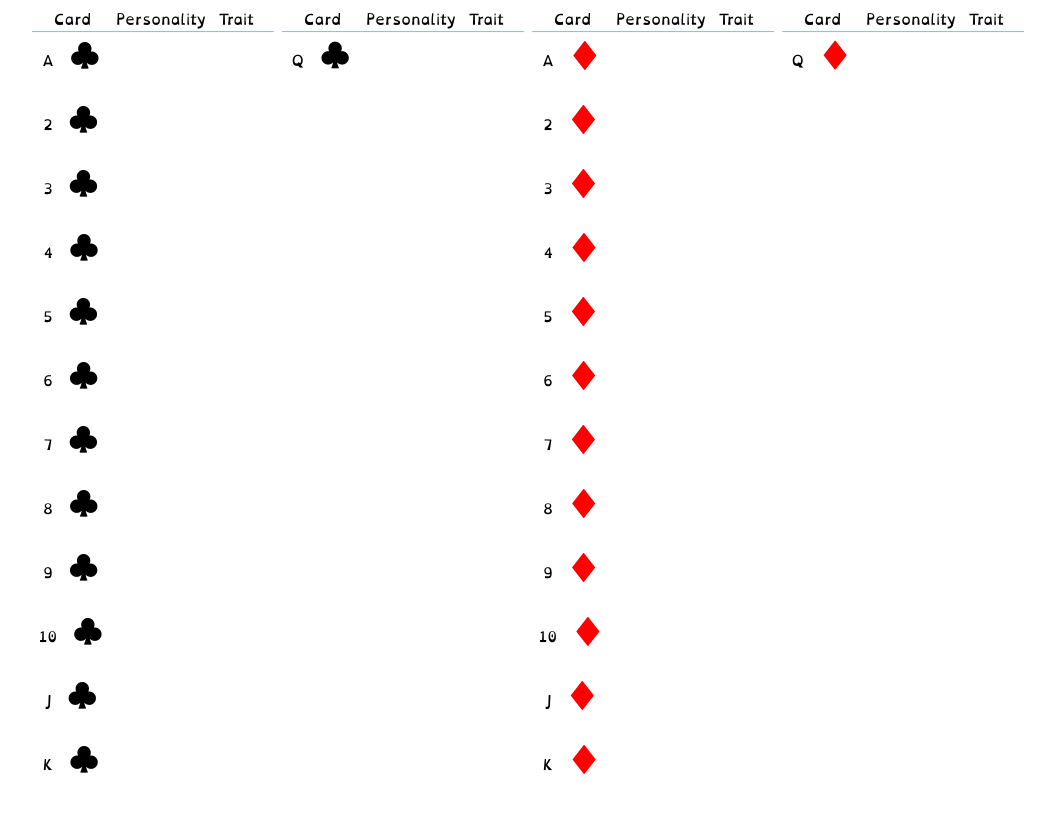 Card Personality Trait
A ♣
2 ♣
3 ♣
4 ♣
5 ♣
6 ♣
7 ♣
8 ♣
9 ♣
10 ♣
J ♣
K ♣
Card Personality Trait
Q ♣
Card Personality Trait
A ♦
2 ♦
3 ♦
4 ♦
5 ♦
6 ♦
7 ♦
8 ♦
9 ♦
10 ♦
J ♦
K ♦
Card Personality Trait
Q ♦